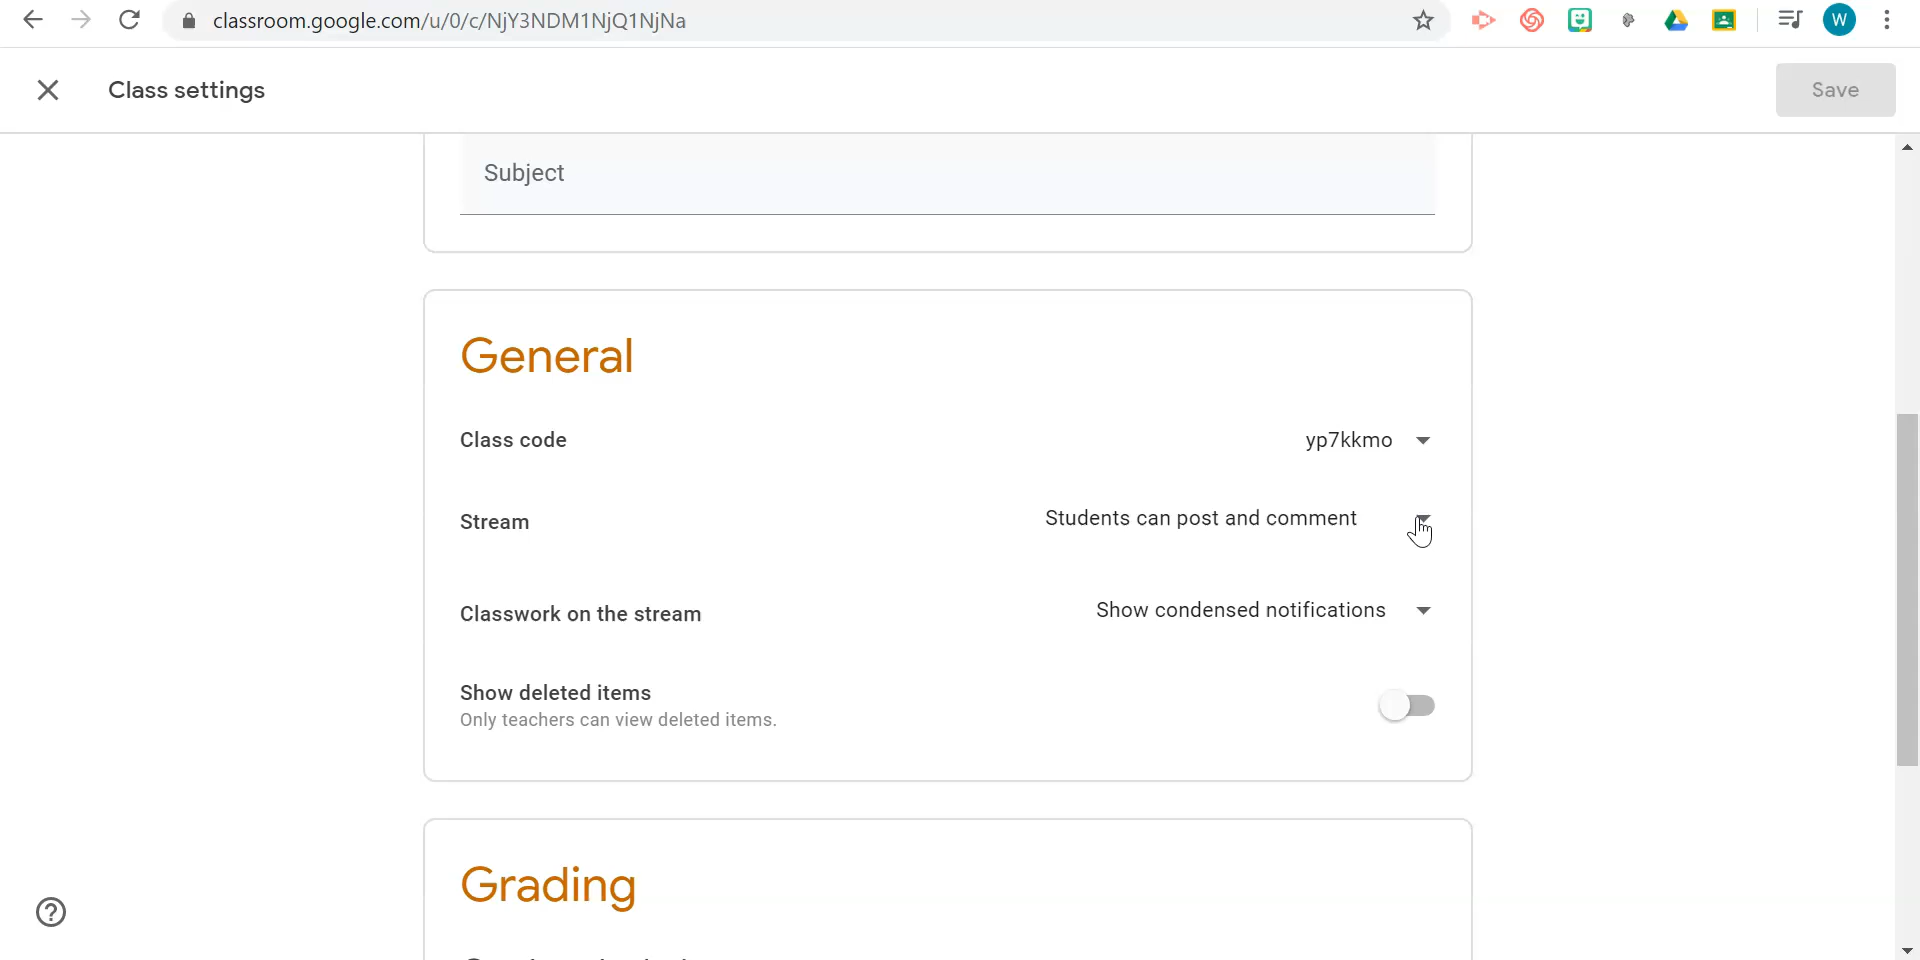 classroom.google.com/u/0/c/NjY3NDM1NjQ1NjNa
W
Class settings
Save
Subject
General
Class code
yp7kkmo
Stream
Students can post and comment
Classwork on the stream
Show condensed notifications
Show deleted items
Only teachers can view deleted items.
Grading